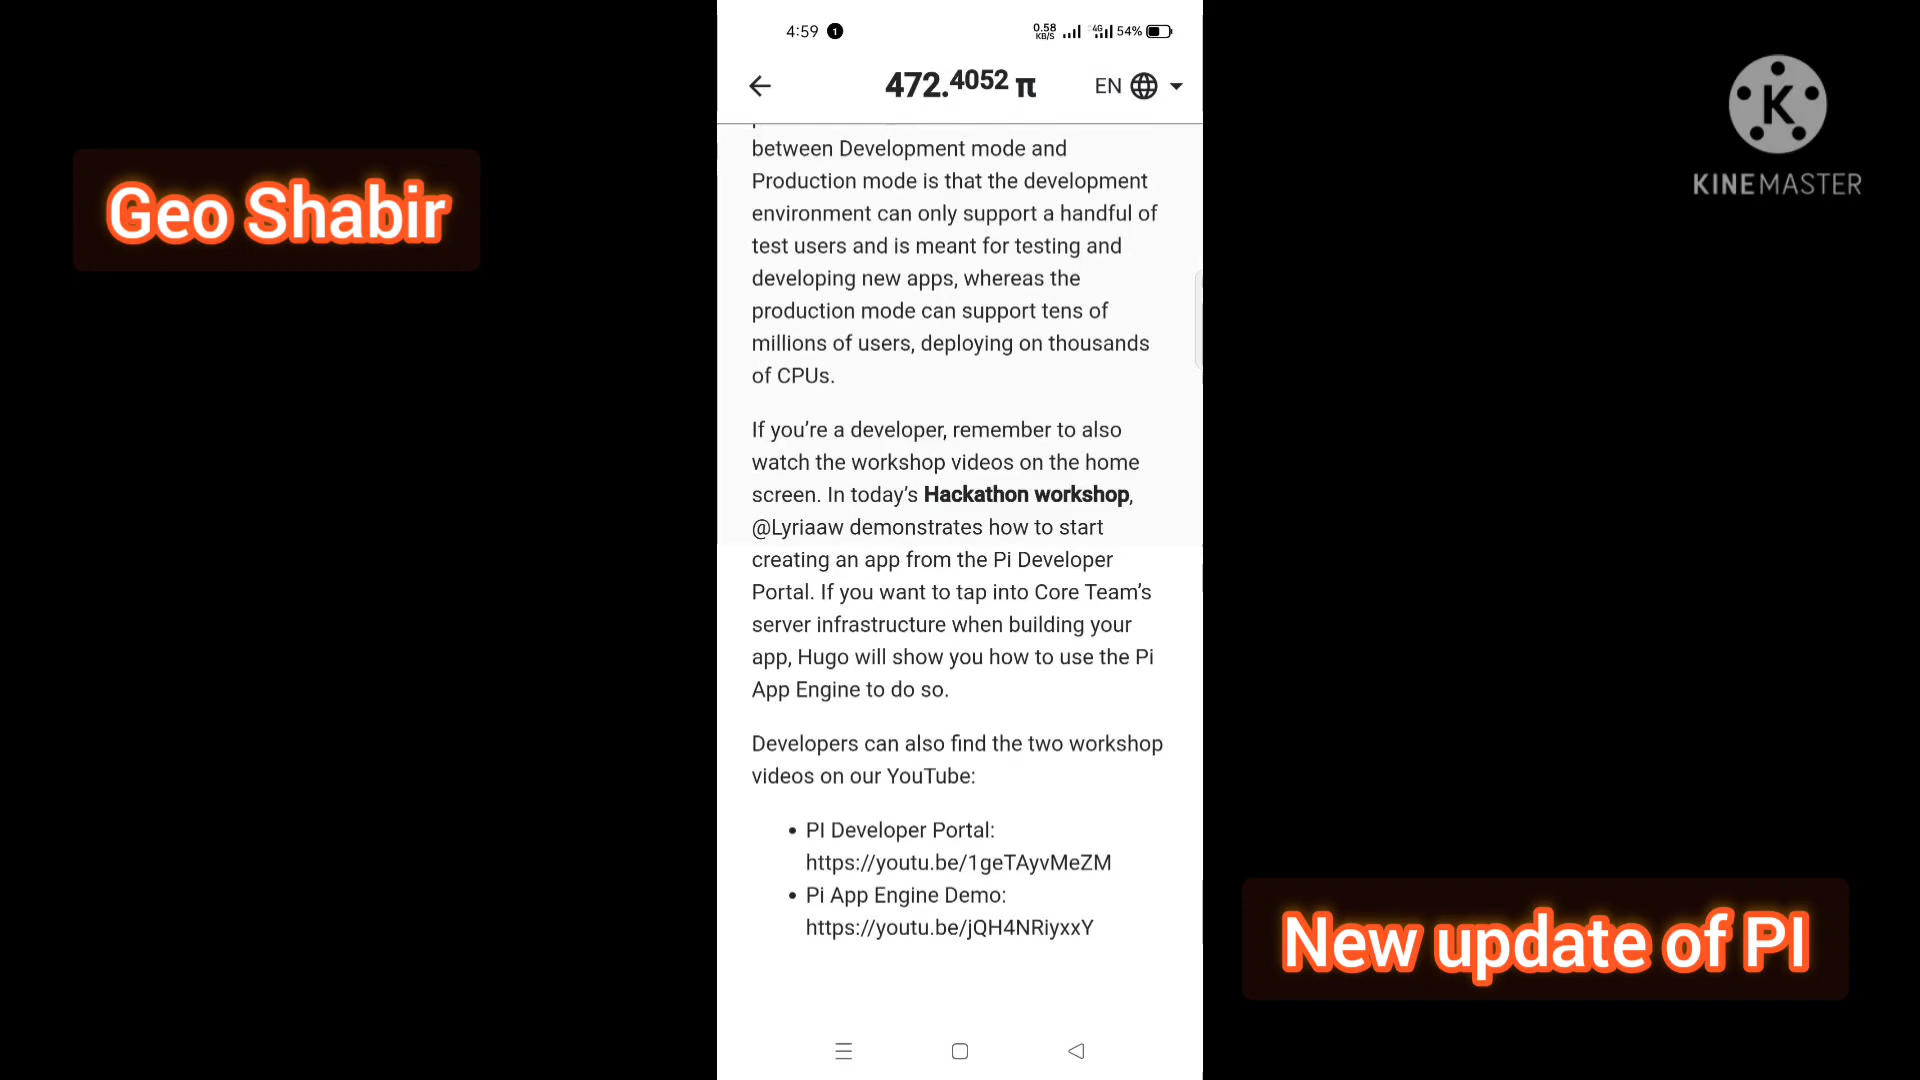 4:59 1 0.58 KB/S 4G 54%
472.4052 π EN
Geo Shabir
KINEMASTER
between Development mode and
Production mode is that the development
environment can only support a handful of
test users and is meant for testing and
developing new apps, whereas the
production mode can support tens of
millions of users, deploying on thousands
of CPUs.
If you’re a developer, remember to also
watch the workshop videos on the home
screen. In today’s Hackathon workshop,
@Lyriaaw demonstrates how to start
creating an app from the Pi Developer
Portal. If you want to tap into Core Team’s
server infrastructure when building your
app, Hugo will show you how to use the Pi
App Engine to do so.
Developers can also find the two workshop
videos on our YouTube:
• PI Developer Portal:
https://youtu.be/1geTAyvMeZM
• Pi App Engine Demo:
https://youtu.be/jQH4NRiyxxY
New update of PI